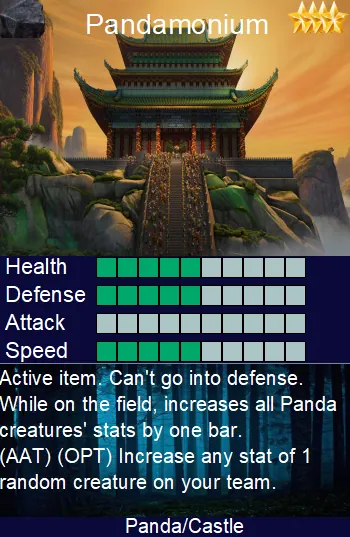 Pandamonium
Health
Defense
Attack
Speed
Active item. Can't go into defense.
While on the field, increases all Panda
creatures' stats by one bar.
(AAT) (OPT) Increase any stat of 1
random creature on your team.
Panda/Castle